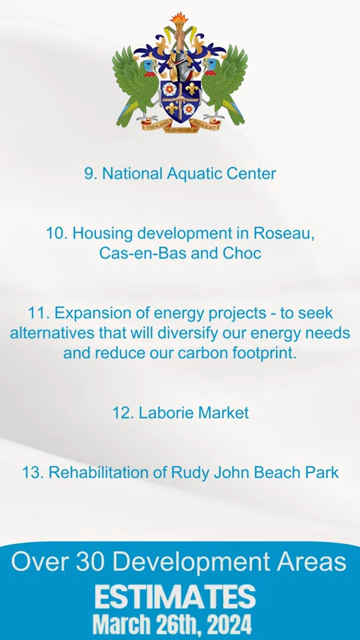 9. National Aquatic Center
10. Housing development in Roseau,
Cas-en-Bas and Choc
11. Expansion of energy projects - to seek
alternatives that will diversify our energy needs
and reduce our carbon footprint.
12. Laborie Market
13. Rehabilitation of Rudy John Beach Park
Over 30 Development Areas
ESTIMATES
March 26th, 2024